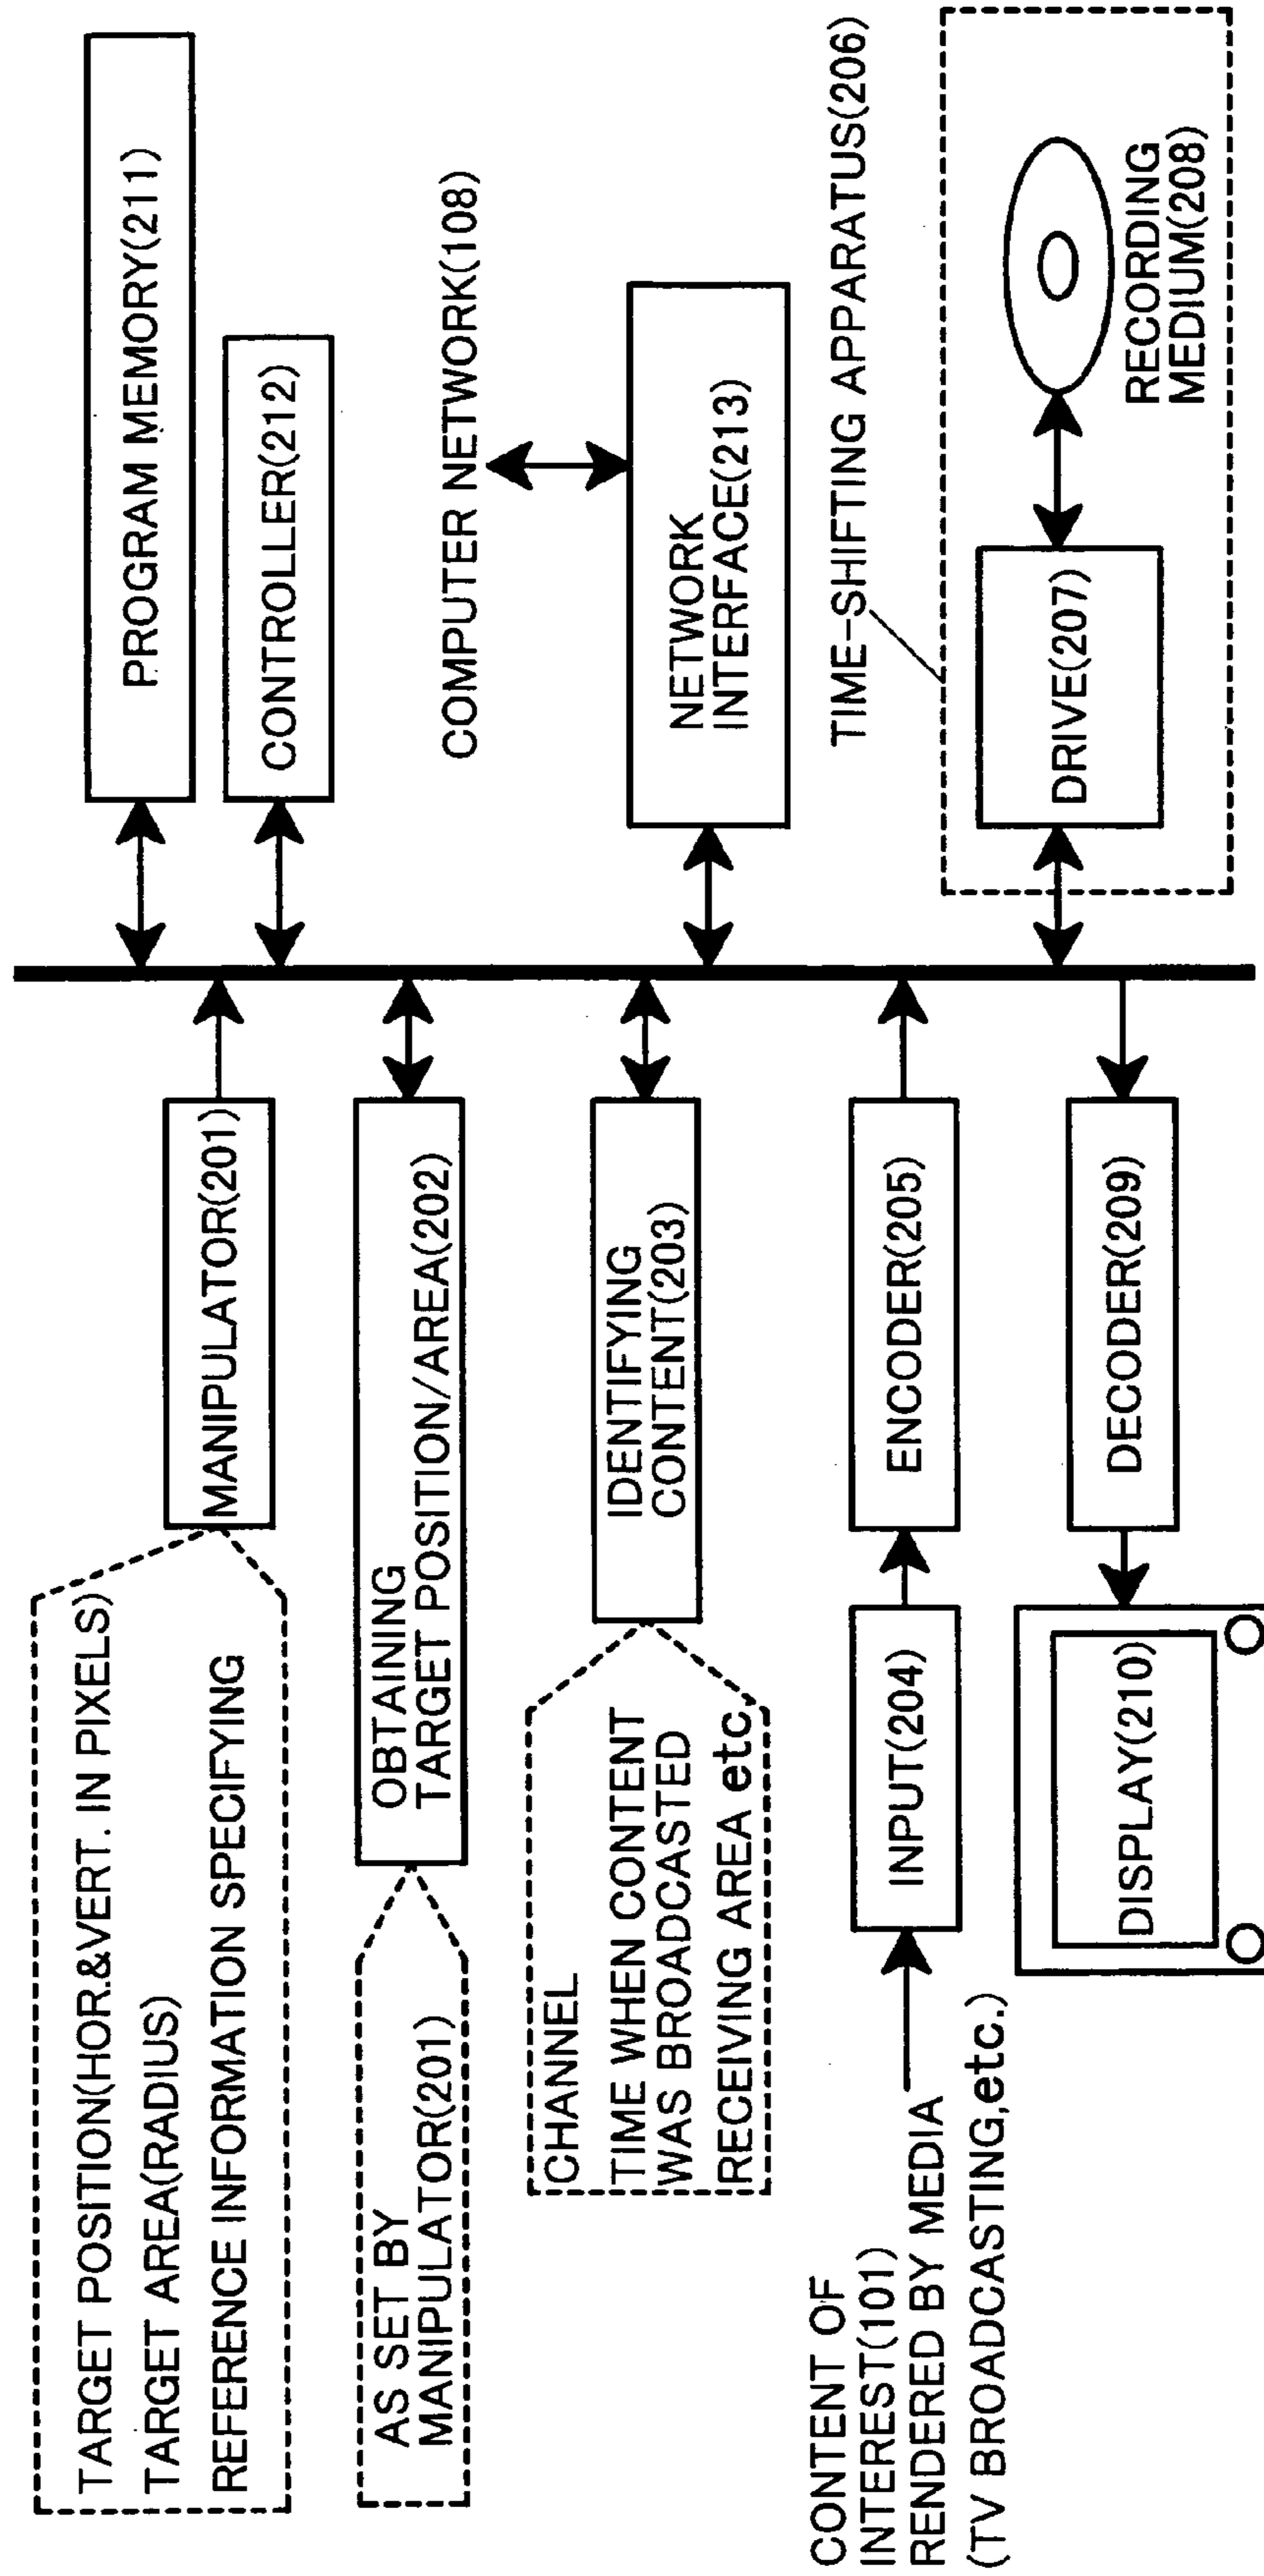 TARGET POSITION(HOR.&VERT. IN PIXELS)
TARGET AREA(RADIUS)
REFERENCE INFORMATION SPECIFYING
MANIPULATOR(201)
PROGRAM MEMORY(211)
CONTROLLER(212)
AS SET BY
MANIPULATOR(201)
OBTAINING
TARGET POSITION/AREA(202)
COMPUTER NETWORK(108)
CHANNEL
TIME WHEN CONTENT
WAS BROADCASTED
RECEIVING AREA etc.
IDENTIFYING
CONTENT(203)
NETWORK
INTERFACE(213)
CONTENT OF
INTEREST(101)
RENDERED BY MEDIA
(TV BROADCASTING,etc.)
INPUT(204)
ENCODER(205)
TIME-SHIFTING APPARATUS(206)
DRIVE(207)
RECORDING
MEDIUM(208)
DISPLAY(210)
DECODER(209)